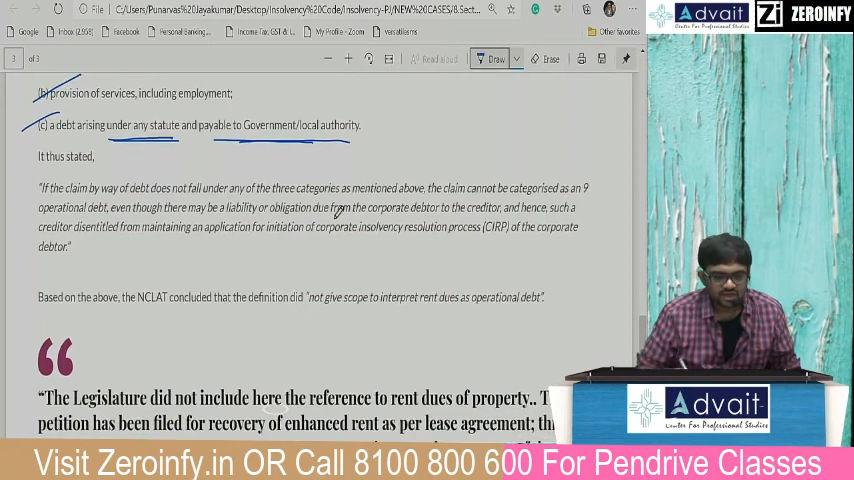 File
C:/Users/Punarvas%20Jayakumar/Desktop/Insolvency%20Code/Insolvency-PJ/NEW%20CASES/8.Sect...
Google
Inbox (2,958)
Facebook
Personal Banking...
Income Tax, GST & I...
My Profile - Zoom
versatilesms
Other favorites
3
of 3
Read aloud
Draw
Erase
Advait
Center For Professional Studies
Zi ZEROINFY
(b) provision of services, including employment;
(c) a debt arising under any statute and payable to Government/local authority.
It thus stated,
"If the claim by way of debt does not fall under any of the three categories as mentioned above, the claim cannot be categorised as an 9
operational debt, even though there may be a liability or obligation due from the corporate debtor to the creditor, and hence, such a
creditor disentitled from maintaining an application for initiation of corporate insolvency resolution process (CIRP) of the corporate
debtor."
Based on the above, the NCLAT concluded that the definition did "not give scope to interpret rent dues as operational debt".
“The Legislature did not include here the reference to rent dues of property.. T
petition has been filed for recovery of enhanced rent as per lease agreement; th
Advait
Center For Professional Studies
Visit Zeroinfy.in OR Call 8100 800 600 For Pendrive Classes